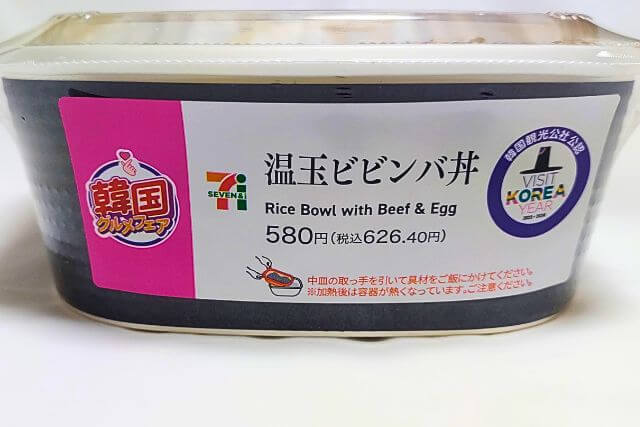 韓国
グルメフェア
7
SEVEN&i
温玉ビビンバ丼
Rice Bowl with Beef & Egg
580円(税込626.40円)
中皿の取っ手を引いて具材をご飯にかけてください。
※加熱後は容器が熱くなっています。ご注意ください。
韓国観光公社公認
VISIT
KOREA
YEAR
2023-2024